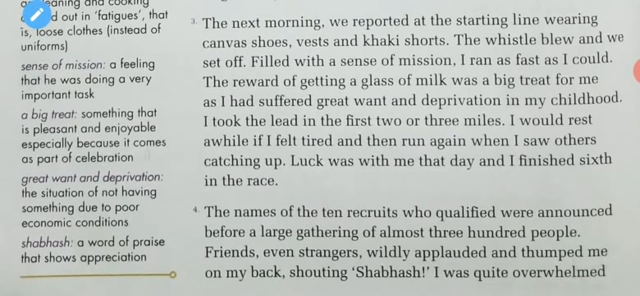 eaning and cooking
d out in 'fatigues', that
is, loose clothes (instead of
uniforms)
sense of mission: a feeling
that he was doing a very
important task
a big treat: something that
is pleasant and enjoyable
especially because it comes
as part of celebration
great want and deprivation:
the situation of not having
something due to poor
economic conditions
shabhash: a word of praise
that shows appreciation
3. The next morning, we reported at the starting line wearing
canvas shoes, vests and khaki shorts. The whistle blew and we
set off. Filled with a sense of mission, I ran as fast as I could.
The reward of getting a glass of milk was a big treat for me
as I had suffered great want and deprivation in my childhood.
I took the lead in the first two or three miles. I would rest
awhile if I felt tired and then run again when I saw others
catching up. Luck was with me that day and I finished sixth
in the race.
4. The names of the ten recruits who qualified were announced
before a large gathering of almost three hundred people.
Friends, even strangers, wildly applauded and thumped me
on my back, shouting 'Shabhash!' I was quite overwhelmed